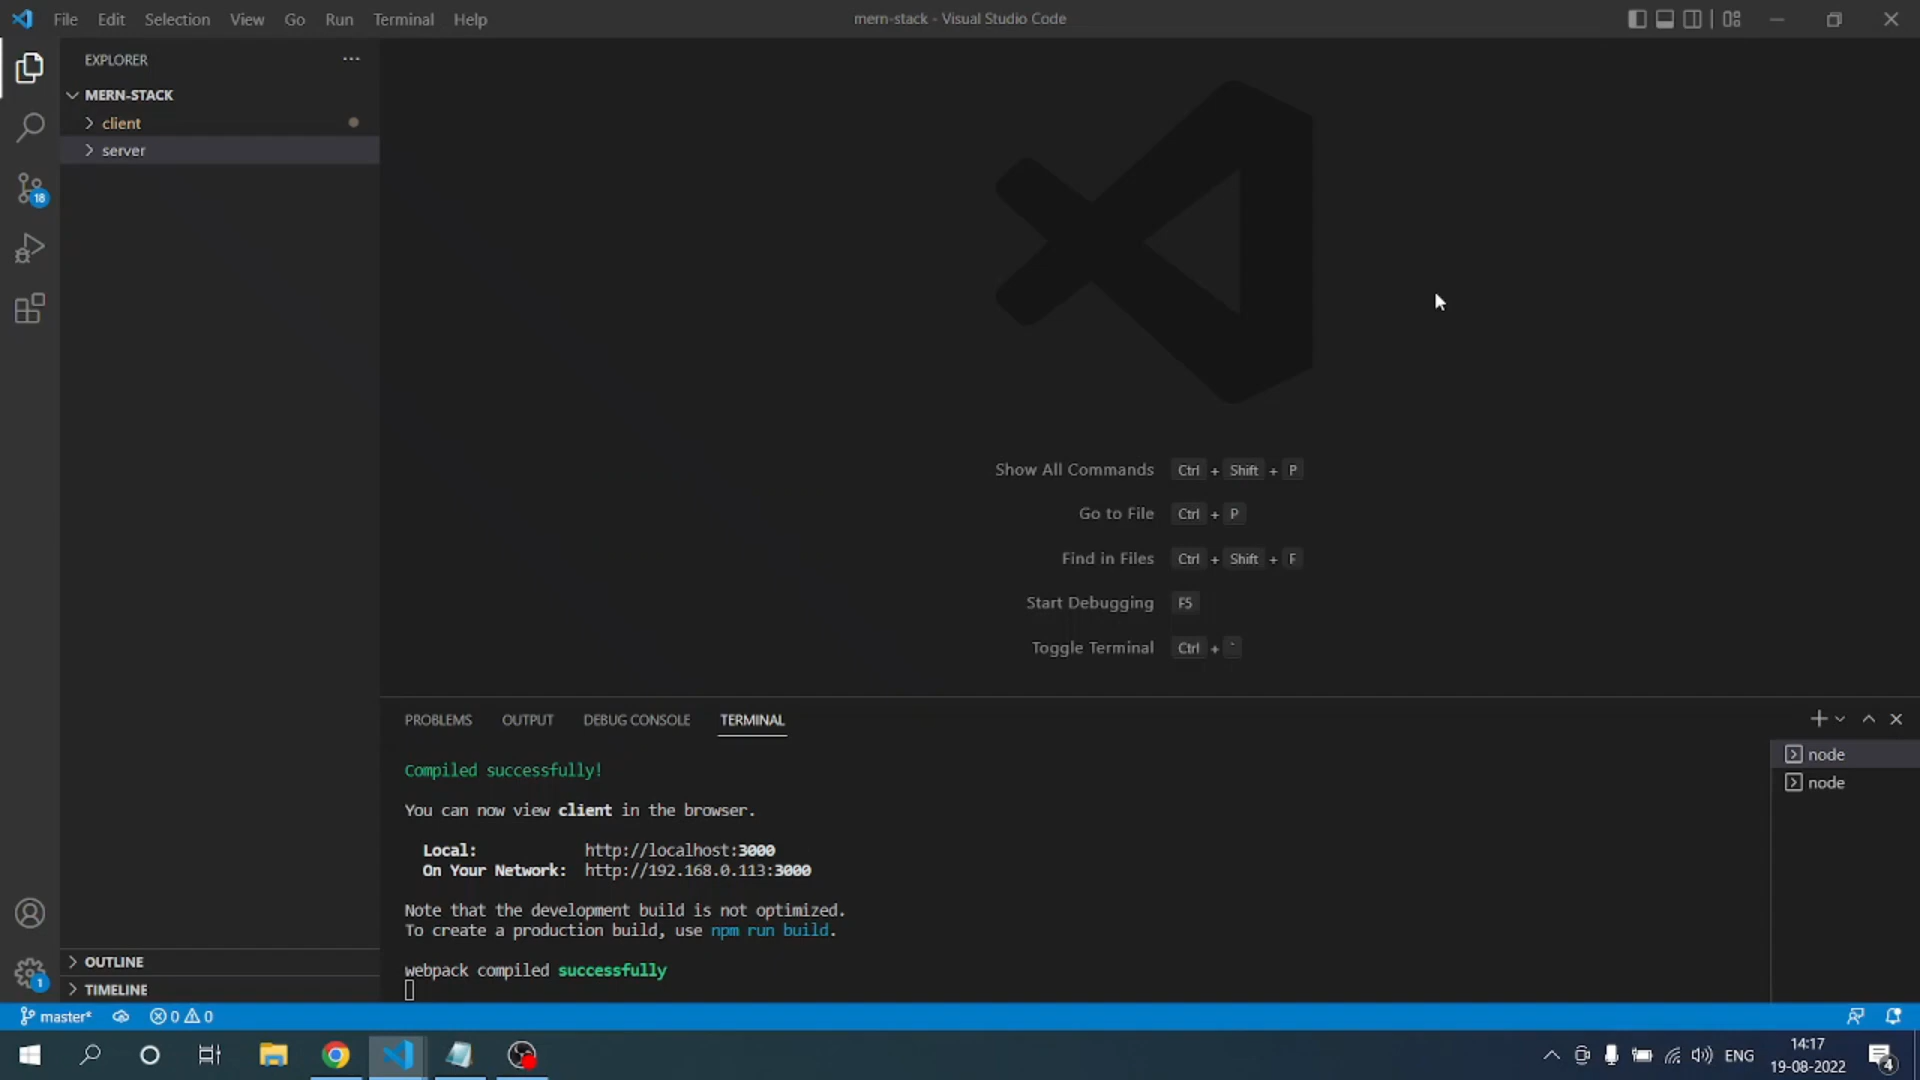 File Edit Selection View Go Run Terminal Help
mern-stack - Visual Studio Code
EXPLORER
MERN-STACK
client
server
18
Show All Commands Ctrl + Shift + P
Go to File Ctrl + P
Find in Files Ctrl + Shift + F
Start Debugging F5
Toggle Terminal Ctrl + `
PROBLEMS OUTPUT DEBUG CONSOLE TERMINAL
node
node
Compiled successfully!
You can now view client in the browser.
Local: http://localhost:3000
On Your Network: http://192.168.0.113:3000
Note that the development build is not optimized.
To create a production build, use npm run build.
webpack compiled successfully
OUTLINE
TIMELINE
1
master* 0 0
ENG
14:17
19-08-2022
4